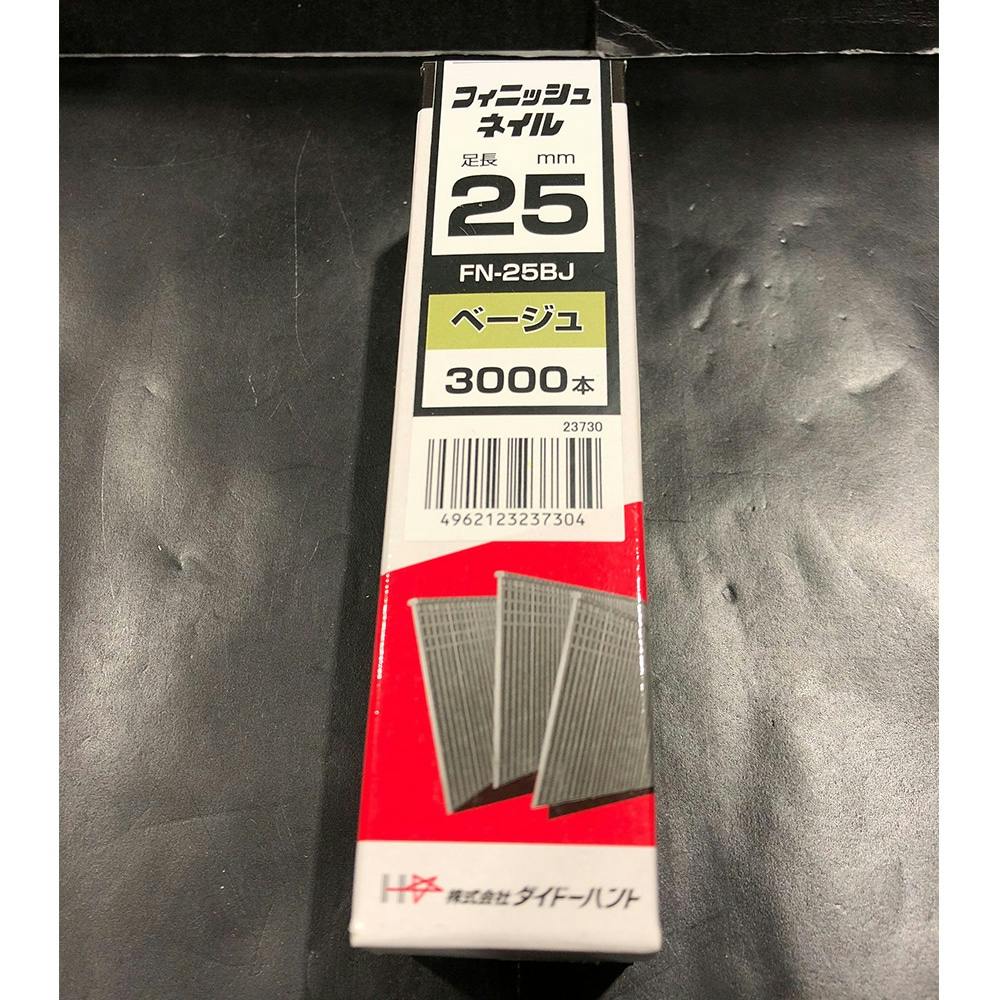 フィニッシュ
ネイル
足長 mm
25
FN-25BJ
ベージュ
3000本
23730
4962123237304
株式会社ダイドーハント